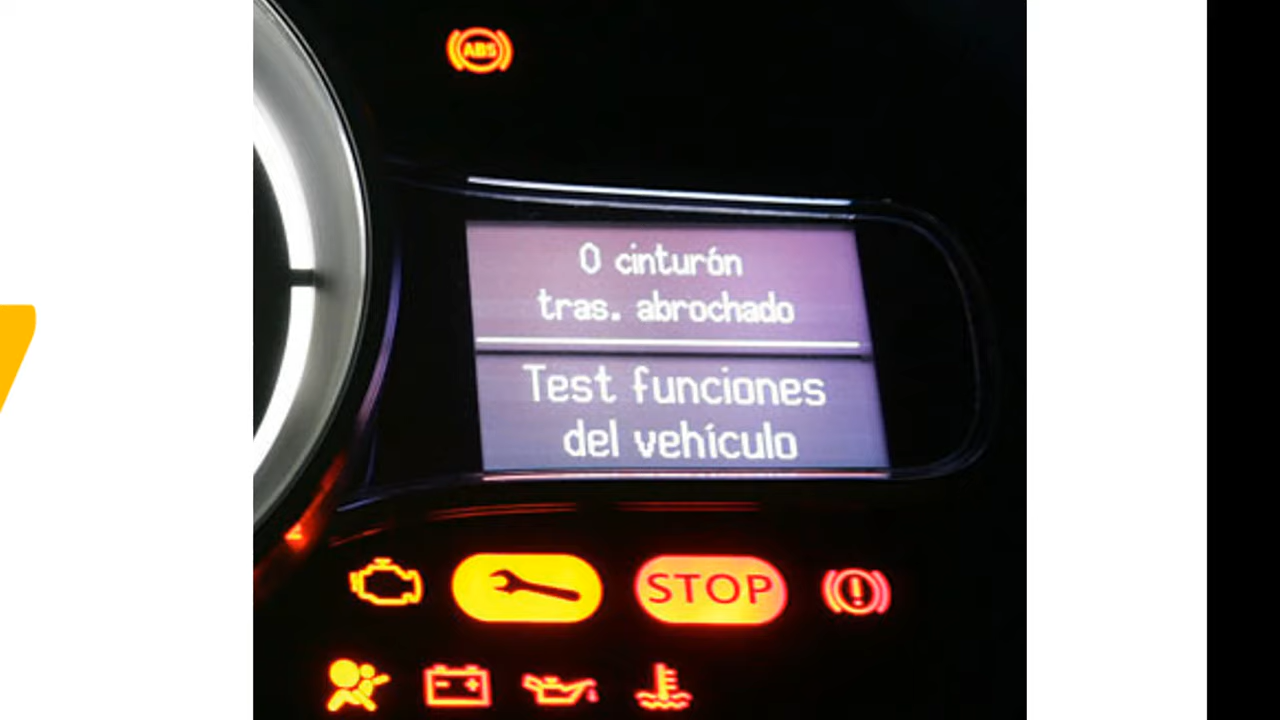 ABS
0 cinturón
tras. abrochado
Test funciones
del vehículo
STOP